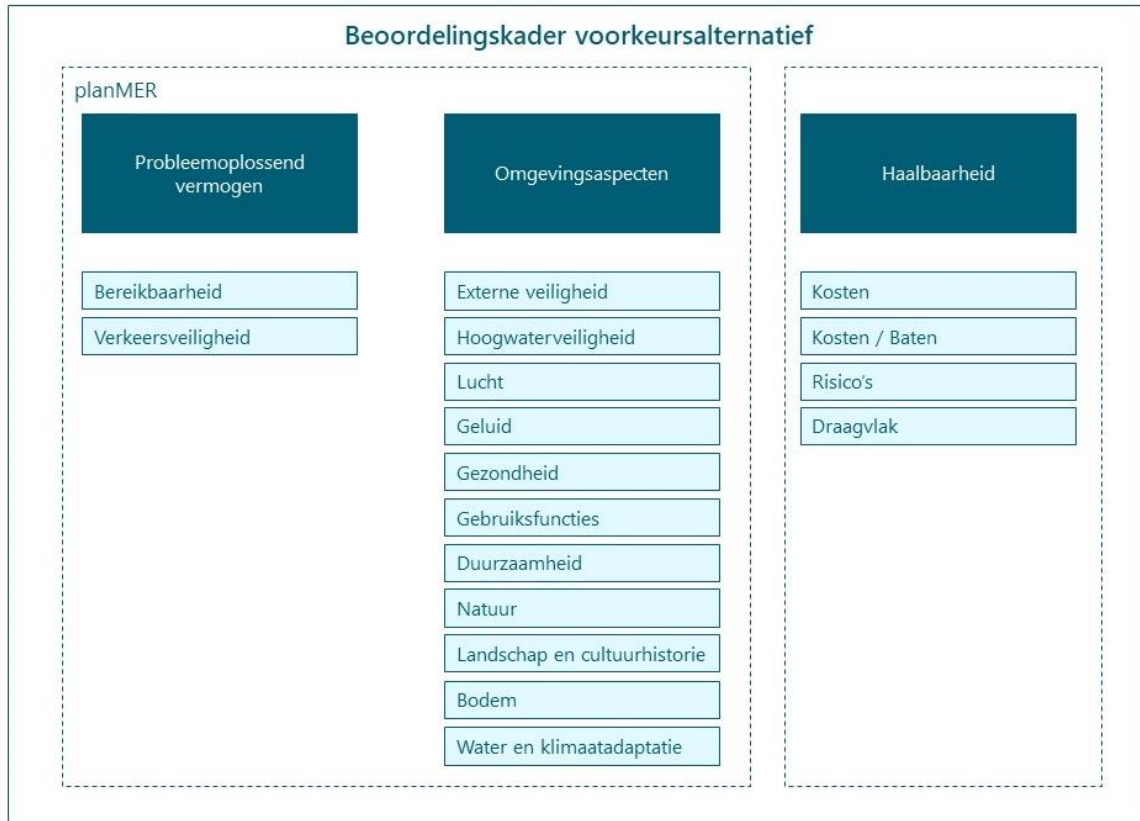 Beoordelingskader voorkeursalternatief
planMER
Probleemoplossend
vermogen
Bereikbaarheid
Verkeersveiligheid
Omgevingsaspecten
Externe veiligheid
Hoogwaterveiligheid
Lucht
Geluid
Gezondheid
Gebruiksfuncties
Duurzaamheid
Natuur
Landschap en cultuurhistorie
Bodem
Water en klimaatadaptatie
Haalbaarheid
Kosten
Kosten / Baten
Risico's
Draagvlak